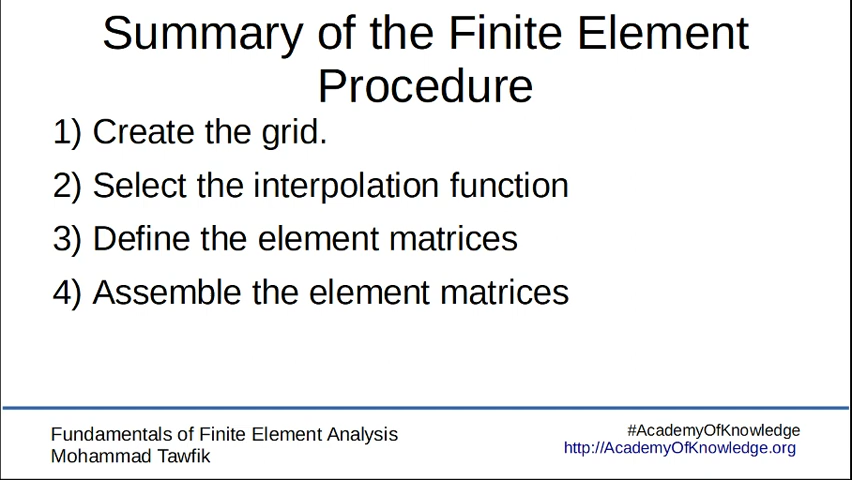 Summary of the Finite Element
Procedure
1) Create the grid.
2) Select the interpolation function
3) Define the element matrices
4) Assemble the element matrices
Fundamentals of Finite Element Analysis
Mohammad Tawfik
#AcademyOfKnowledge
http://AcademyOfKnowledge.org